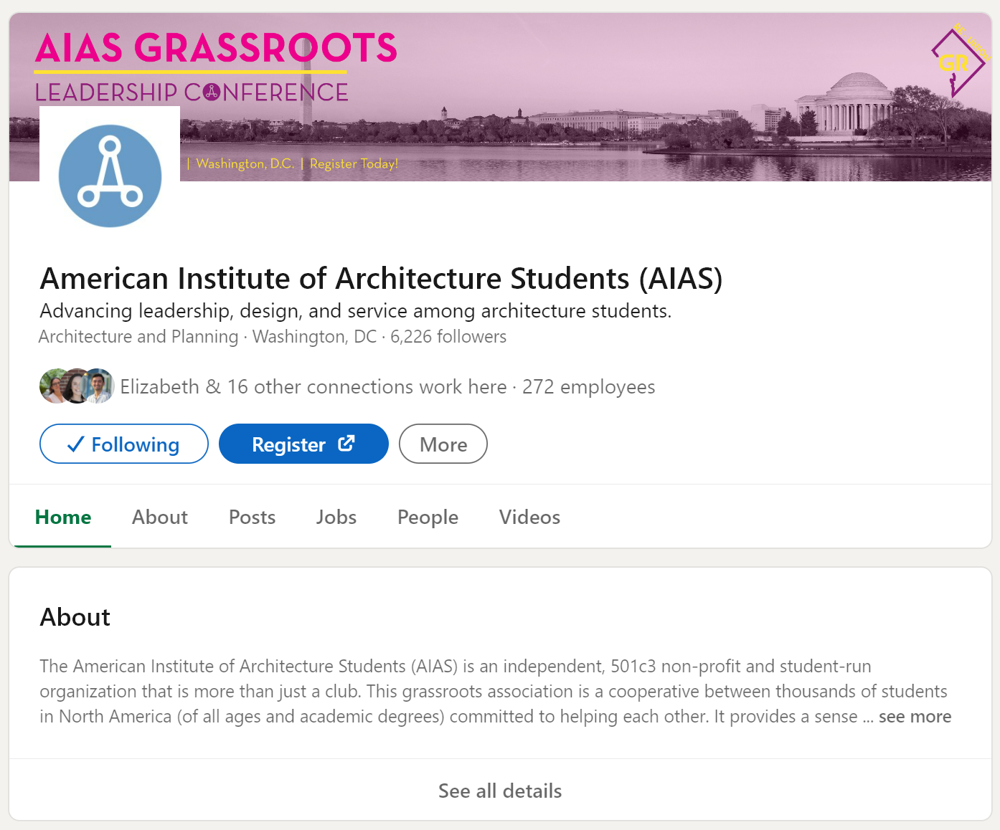 AIAS GRASSROOTS
LEADERSHIP CONFERENCE
RE-UNION
GR
| Washington, D.C. | Register Today!
American Institute of Architecture Students (AIAS)
Advancing leadership, design, and service among architecture students.
Architecture and Planning · Washington, DC · 6,226 followers
Elizabeth & 16 other connections work here · 272 employees
✓ Following Register More
Home About Posts Jobs People Videos
About
The American Institute of Architecture Students (AIAS) is an independent, 501c3 non-profit and student-run
organization that is more than just a club. This grassroots association is a cooperative between thousands of students
in North America (of all ages and academic degrees) committed to helping each other. It provides a sense ... see more
See all details